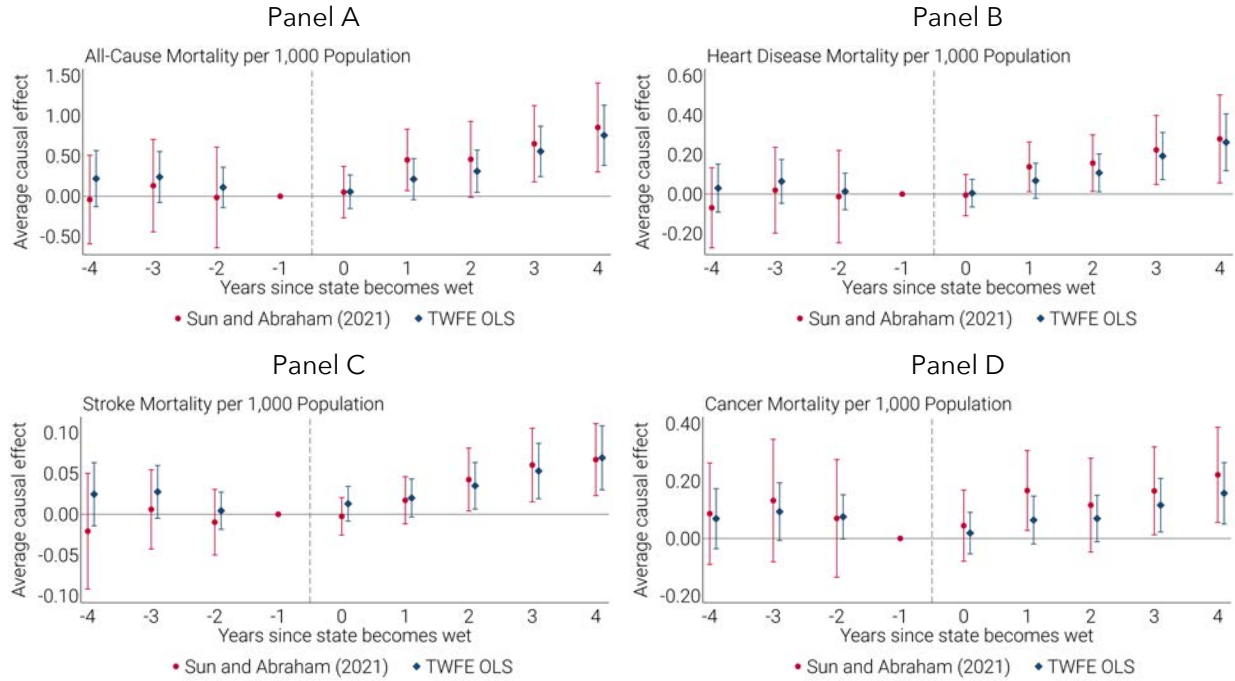 Panel A
All-Cause Mortality per 1,000 Population
Average causal effect
1.50
1.00
0.50
0.00
-0.50
-4 -3 -2 -1 0 1 2 3 4
Years since state becomes wet
Sun and Abraham (2021) TWFE OLS
Panel B
Heart Disease Mortality per 1,000 Population
Average causal effect
0.60
0.40
0.20
0.00
-0.20
-4 -3 -2 -1 0 1 2 3 4
Years since state becomes wet
Sun and Abraham (2021) TWFE OLS
Panel C
Stroke Mortality per 1,000 Population
Average causal effect
0.10
0.05
0.00
-0.05
-0.10
-4 -3 -2 -1 0 1 2 3 4
Years since state becomes wet
Sun and Abraham (2021) TWFE OLS
Panel D
Cancer Mortality per 1,000 Population
Average causal effect
0.40
0.20
0.00
-0.20
-4 -3 -2 -1 0 1 2 3 4
Years since state becomes wet
Sun and Abraham (2021) TWFE OLS